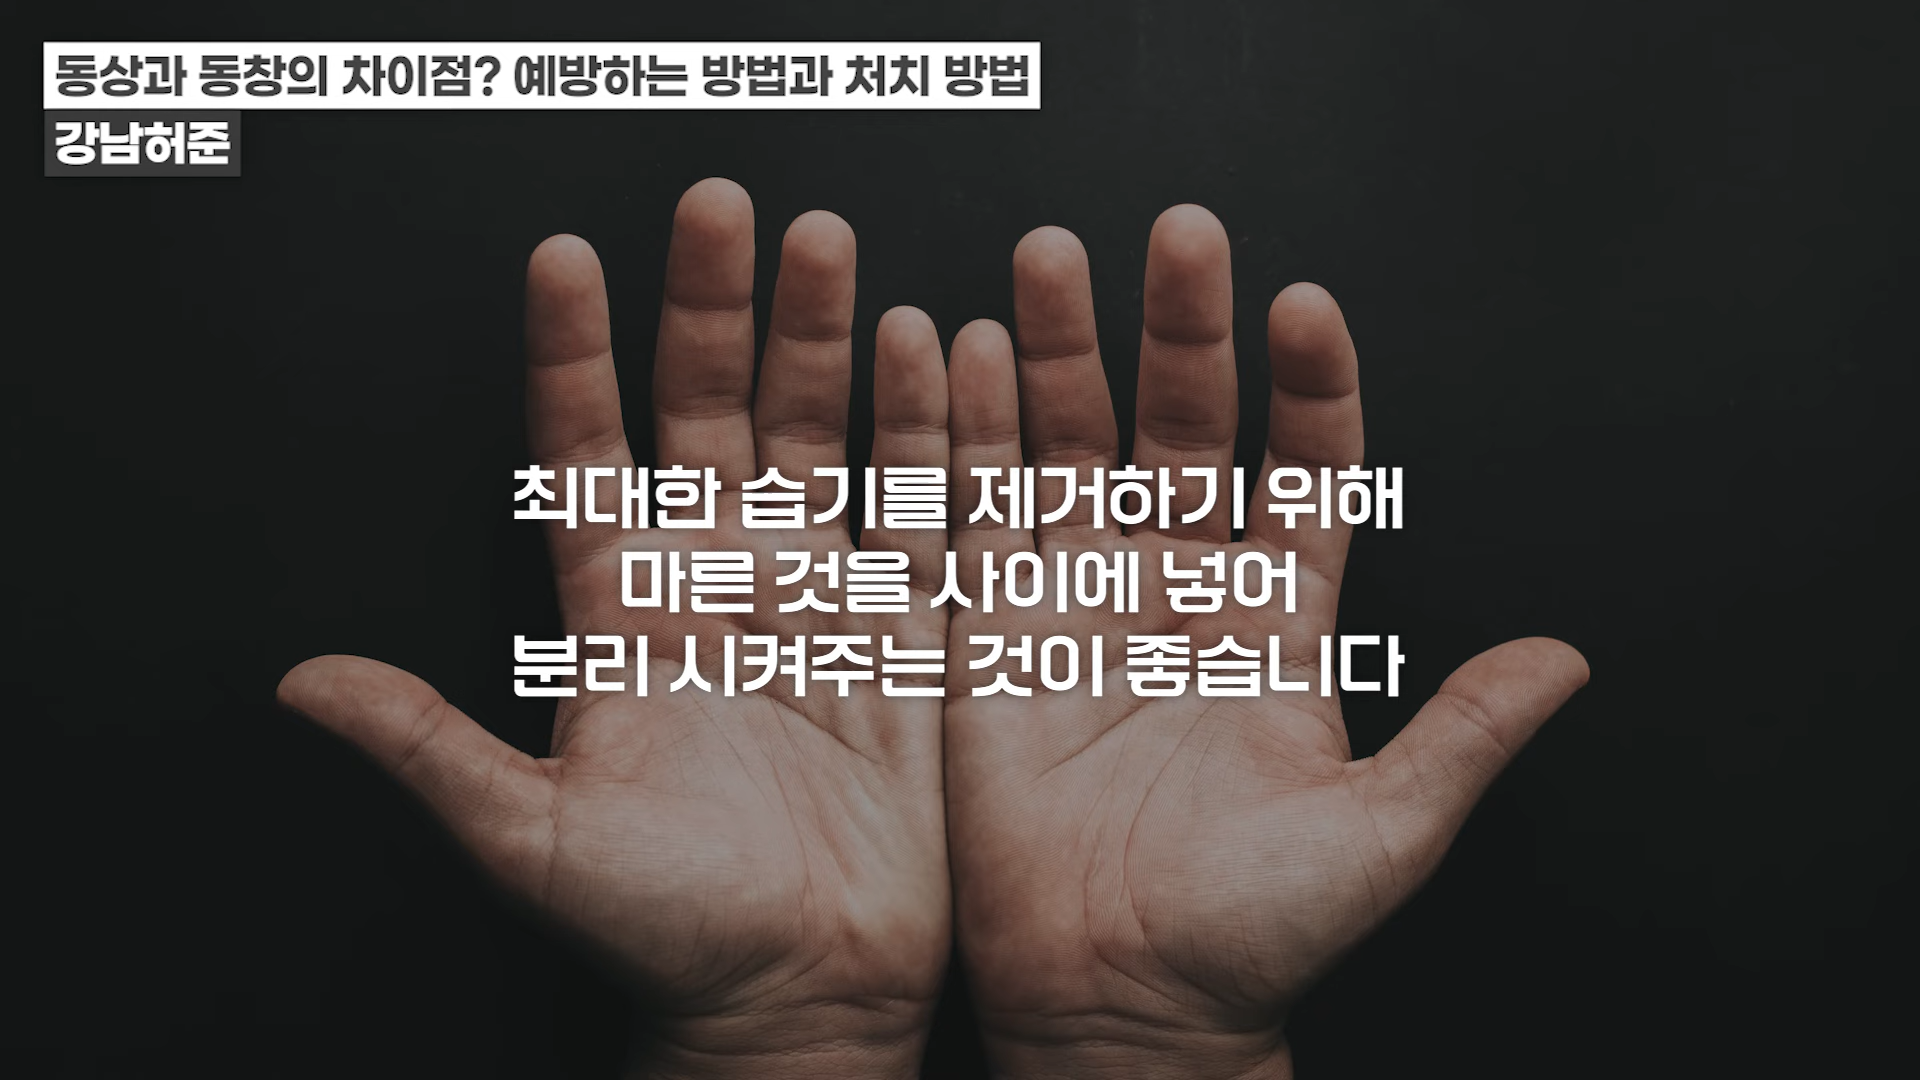 동상과 동창의 차이점? 예방하는 방법과 처치 방법
강남허준
최대한 습기를 제거하기 위해
마른 것을 사이에 넣어
분리 시켜주는 것이 좋습니다